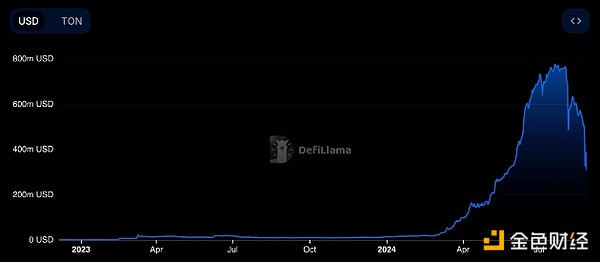 USD TON <>
800m USD
600m USD
400m USD
200m USD
0 USD
DefiLlama
2023 Apr Jul Oct 2024 Apr Jul
金色财经